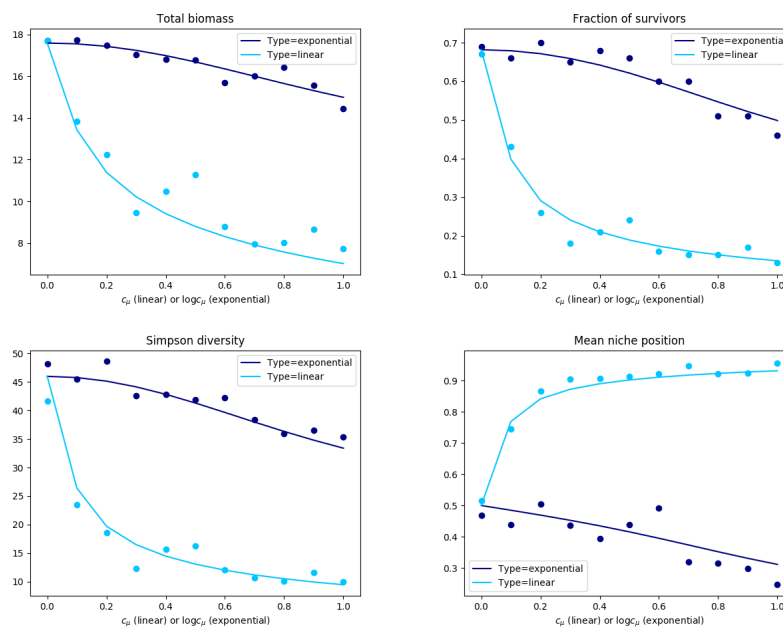 Total biomass
18
16
14
12
10
8
Type=exponential
Type=linear
0.0 0.2 0.4 0.6 0.8 1.0
cμ (linear) or logcμ (exponential)
Fraction of survivors
0.7
0.6
0.5
0.4
0.3
0.2
0.1
Type=exponential
Type=linear
0.0 0.2 0.4 0.6 0.8 1.0
cμ (linear) or logcμ (exponential)
Simpson diversity
50
45
40
35
30
25
20
15
10
Type=exponential
Type=linear
0.0 0.2 0.4 0.6 0.8 1.0
cμ (linear) or logcμ (exponential)
Mean niche position
0.9
0.8
0.7
0.6
0.5
0.4
0.3
Type=exponential
Type=linear
0.0 0.2 0.4 0.6 0.8 1.0
cμ (linear) or logcμ (exponential)